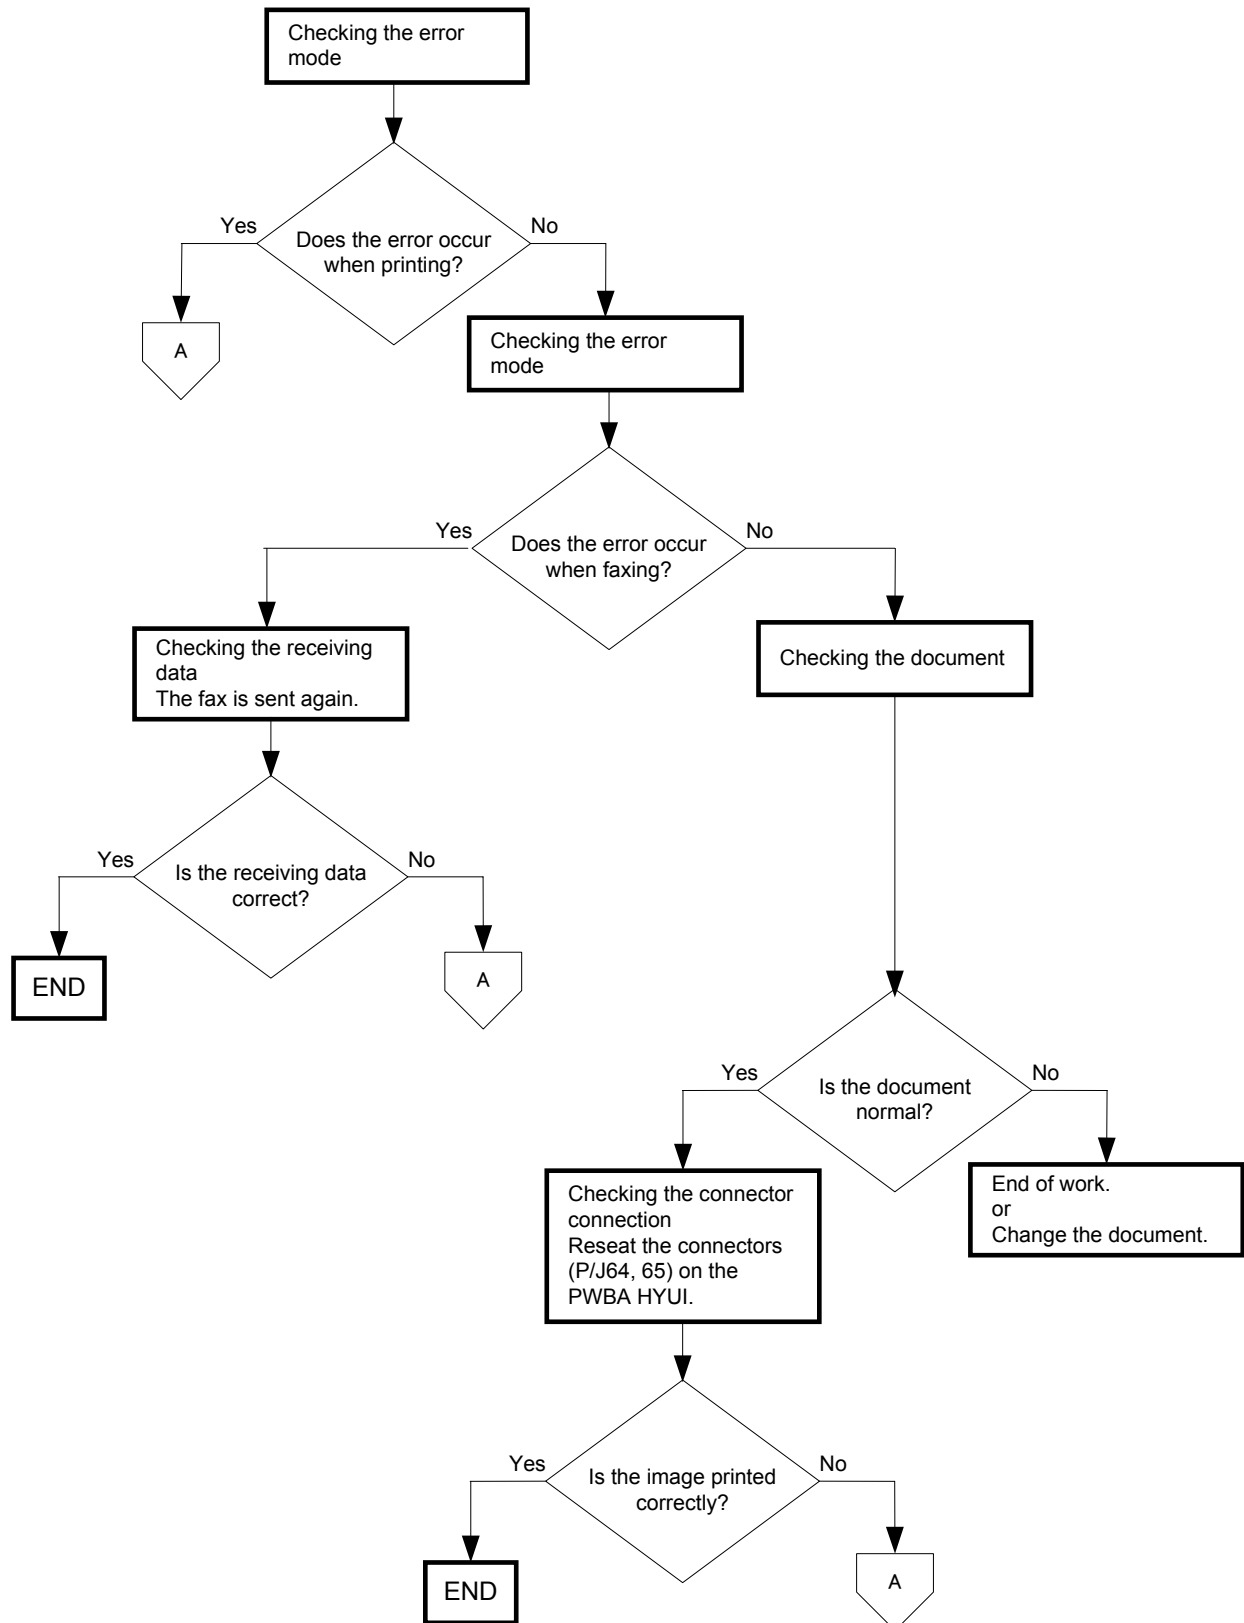 Checking the error
mode
Yes
No
Does the error occur
when printing?
A
Checking the error
mode
Yes
No
Does the error occur
when faxing?
Checking the receiving
data
The fax is sent again.
Checking the document
Yes
No
Is the receiving data
correct?
END
A
Yes
No
Is the document
normal?
Checking the connector
connection
Reseat the connectors
(P/J64, 65) on the
PWBA HYUI.
End of work.
or
Change the document.
Yes
No
Is the image printed
correctly?
END
A